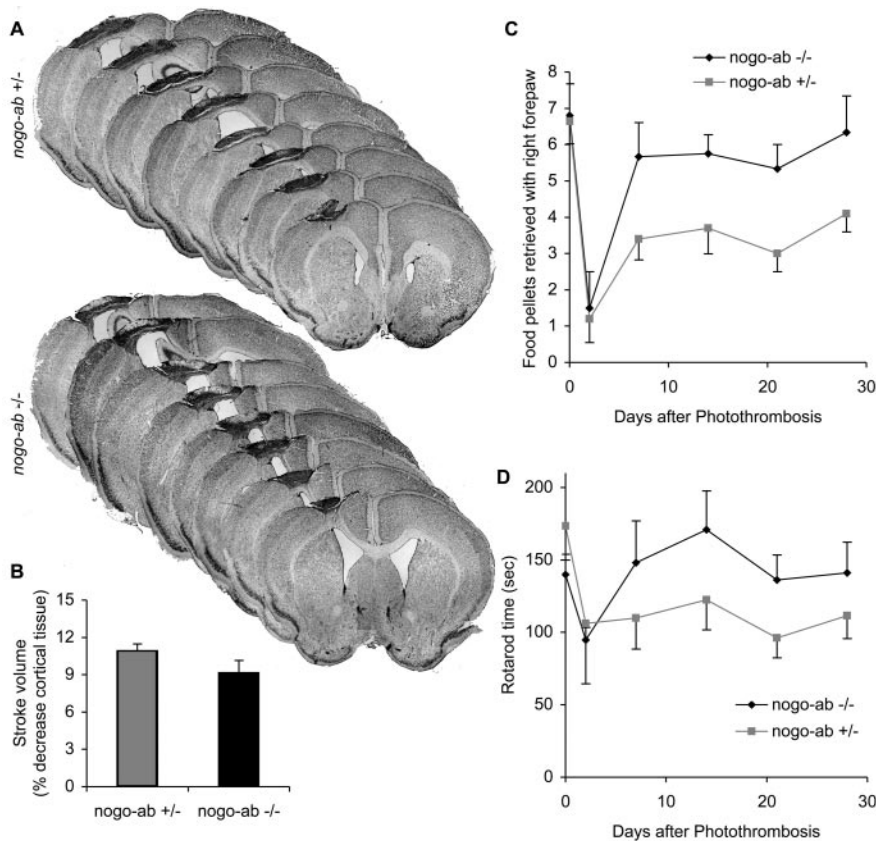 A
nogo-ab +/-
nogo-ab -/-
B
Stroke volume
(% decrease cortical tissue)
15
12
9
6
3
0
nogo-ab +/-
nogo-ab -/-
C
nogo-ab -/-
nogo-ab +/-
Food pellets retrieved with right forepaw
8
7
6
5
4
3
2
1
0
0
10
20
30
Days after Photothrombosis
D
Rotarod time (sec)
200
150
100
50
0
nogo-ab -/-
nogo-ab +/-
0
10
20
30
Days after Photothrombosis